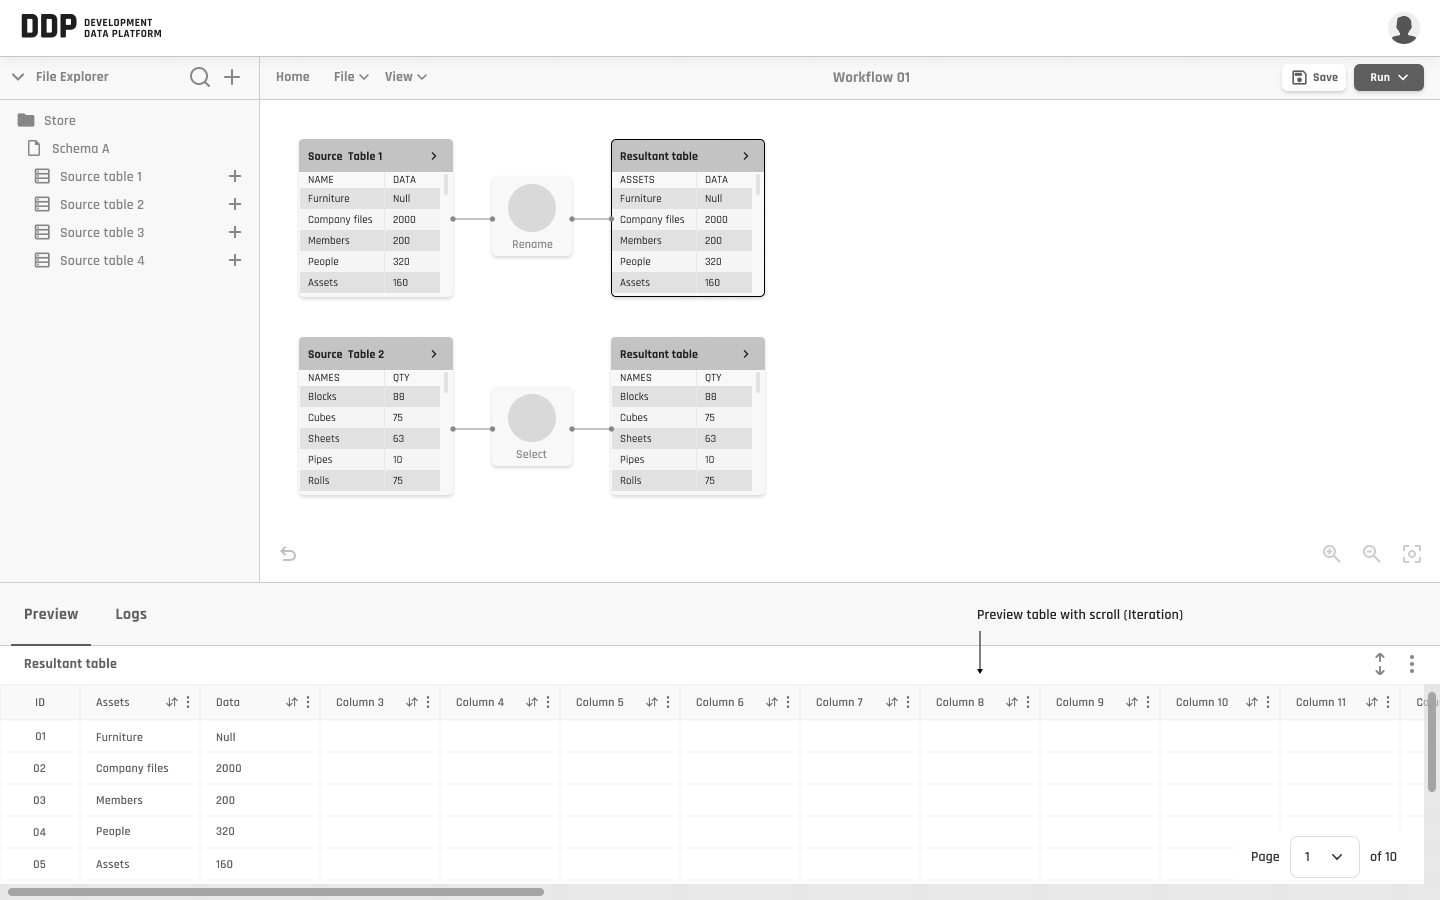 DDP DEVELOPMENT
DATA PLATFORM
File Explorer
Home File View
Workflow 01
Save
Run
Store
Schema A
Source table 1
Source table 2
Source table 3
Source table 4
Source Table 1
NAME DATA
Furniture Null
Company files 2000
Members 200
People 320
Assets 160
Rename
Resultant table
ASSETS DATA
Furniture Null
Company files 2000
Members 200
People 320
Assets 160
Source Table 2
NAMES QTY
Blocks 88
Cubes 75
Sheets 63
Pipes 10
Rolls 75
Select
Resultant table
NAMES QTY
Blocks 88
Cubes 75
Sheets 63
Pipes 10
Rolls 75
Preview Logs
Preview table with scroll (Iteration)
Resultant table
ID Assets Data Column 3 Column 4 Column 5 Column 6 Column 7 Column 8 Column 9 Column 10 Column 11
01 Furniture Null
02 Company files 2000
03 Members 200
04 People 320
05 Assets 160
Page 1 of 10